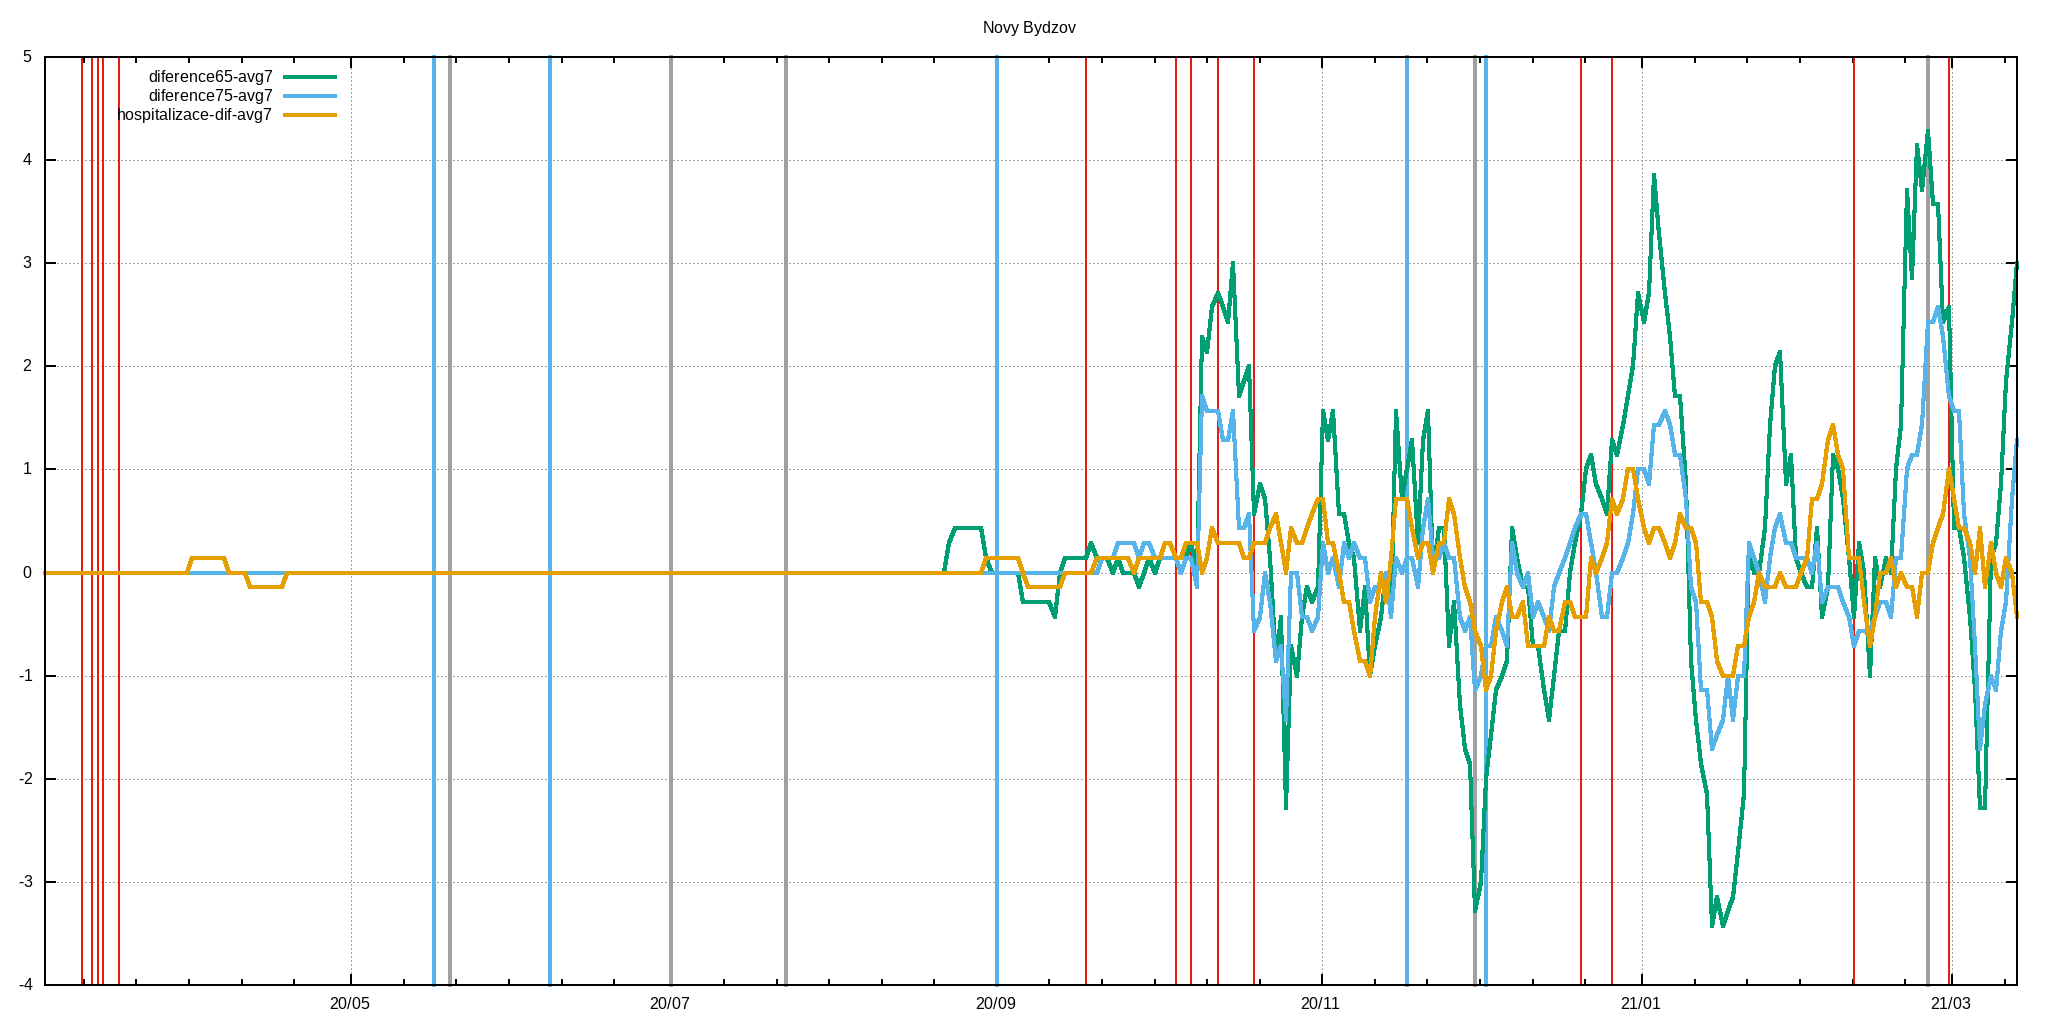 Novy Bydzov
diference65-avg7
diference75-avg7
hospitalizace-dif-avg7
5
4
3
2
1
0
-1
-2
-3
-4
20/05 20/07 20/09 20/11 21/01 21/03